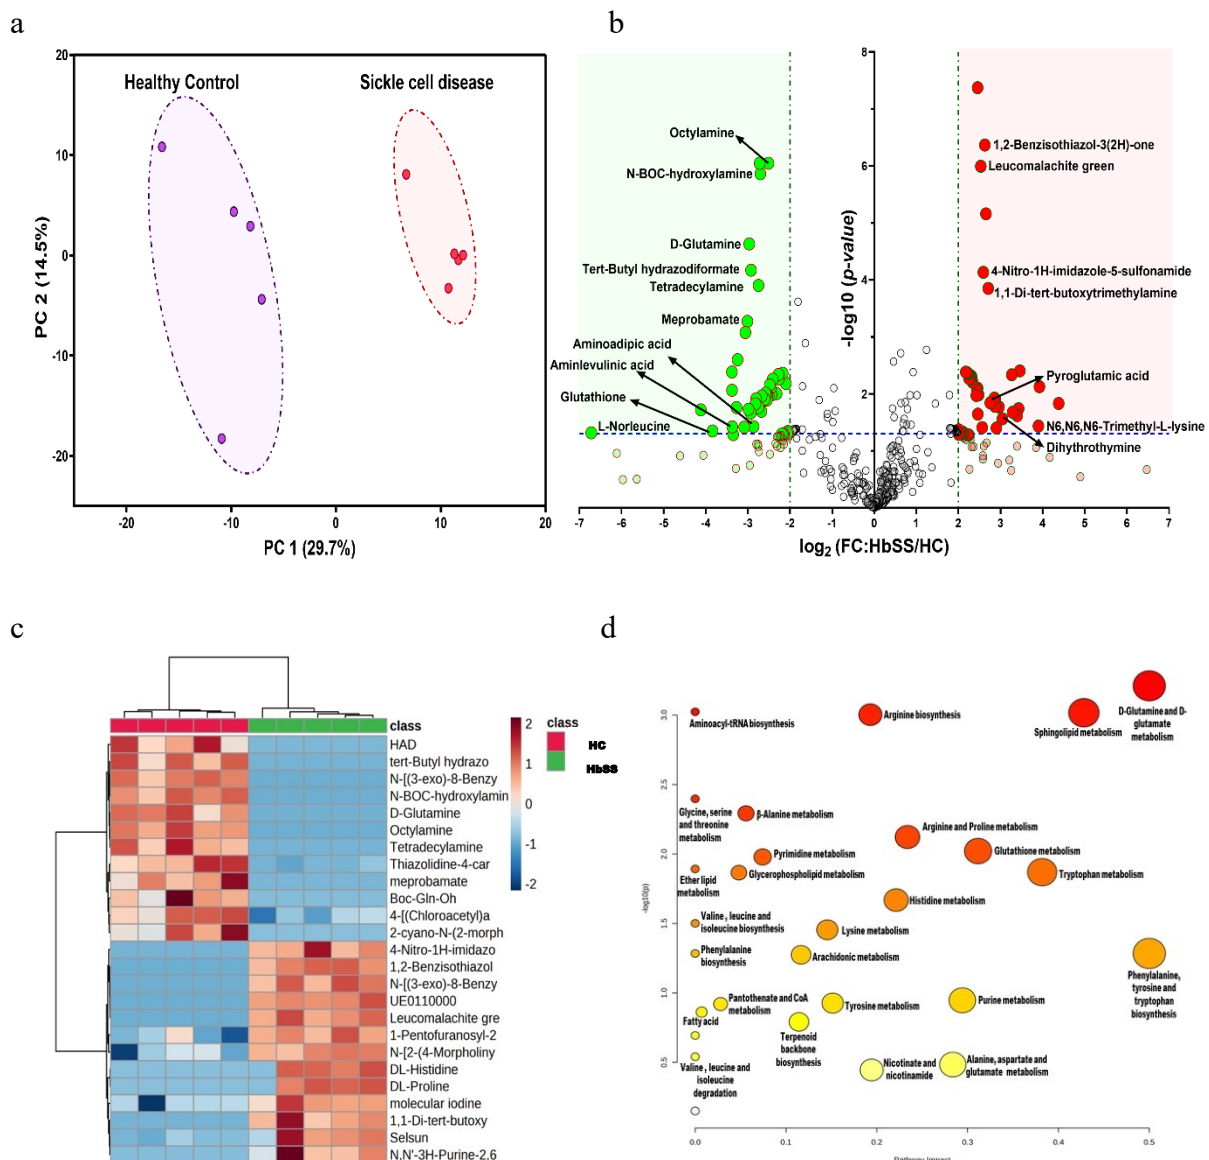 a
20
10
0
-10
-20
Healthy Control
Sickle cell disease
PC 2 (14.5%)
-20
-10
0
10
20
PC 1 (29.7%)
b
8
6
4
2
0
-log10 (p-value)
Octylamine
N-BOC-hydroxylamine
D-Glutamine
Tert-Butyl hydrazodiformate
Tetradecylamine
Meprobamate
Aminoadipic acid
Aminlevulinic acid
Glutathione
L-Norleucine
1,2-Benzisothiazol-3(2H)-one
Leucomalachite green
4-Nitro-1H-imidazole-5-sulfonamide
1,1-Di-tert-butoxytrimethylamine
Pyroglutamic acid
N6,N6,N6-Trimethyl-L-lysine
Dihythrothymine
-7
-6
-5
-4
-3
-2
-1
0
1
2
3
4
5
6
7
log2 (FC:HbSS/HC)
c
class
HAD
tert-Butyl hydrazo
N-[(3-exo)-8-Benzy
N-BOC-hydroxylamin
D-Glutamine
Octylamine
Tetradecylamine
Thiazolidine-4-car
meprobamate
Boc-Gln-Oh
4-[(Chloroacetyl)a
2-cyano-N-(2-morph
4-Nitro-1H-imidazo
1,2-Benzisothiazol
N-[(3-exo)-8-Benzy
UE0110000
Leucomalachite gre
1-Pentofuranosyl-2
N-[2-(4-Morpholiny
DL-Histidine
DL-Proline
molecular iodine
1,1-Di-tert-butoxy
Selsun
N,N'-3H-Purine-2,6
2
1
0
-1
-2
class
HC
HbSS
d
3.0
2.5
2.0
1.5
1.0
0.5
-log10(p)
Aminoacyl-tRNA biosynthesis
Arginine biosynthesis
Sphingolipid metabolism
D-Glutamine and D-
glutamate
metabolism
Glycine, serine
and threonine
metabolism
β-Alanine metabolism
Arginine and Proline metabolism
Pyrimidine metabolism
Glutathione metabolism
Ether lipid
metabolism
Glycerophospholipid metabolism
Tryptophan metabolism
Histidine metabolism
Valine, leucine and
isoleucine biosynthesis
Lysine metabolism
Phenylalanine
biosynthesis
Arachidonic metabolism
Phenylalanine,
tyrosine and
tryptophan
biosynthesis
Pantothenate and CoA
metabolism
Fatty acid
Tyrosine metabolism
Purine metabolism
Terpenoid
backbone
biosynthesis
Valine, leucine and
isoleucine
degradation
Nicotinate and
nicotinamide
Alanine, aspartate and
glutamate metabolism
0.0
0.1
0.2
0.3
0.4
0.5
Pathway Impact